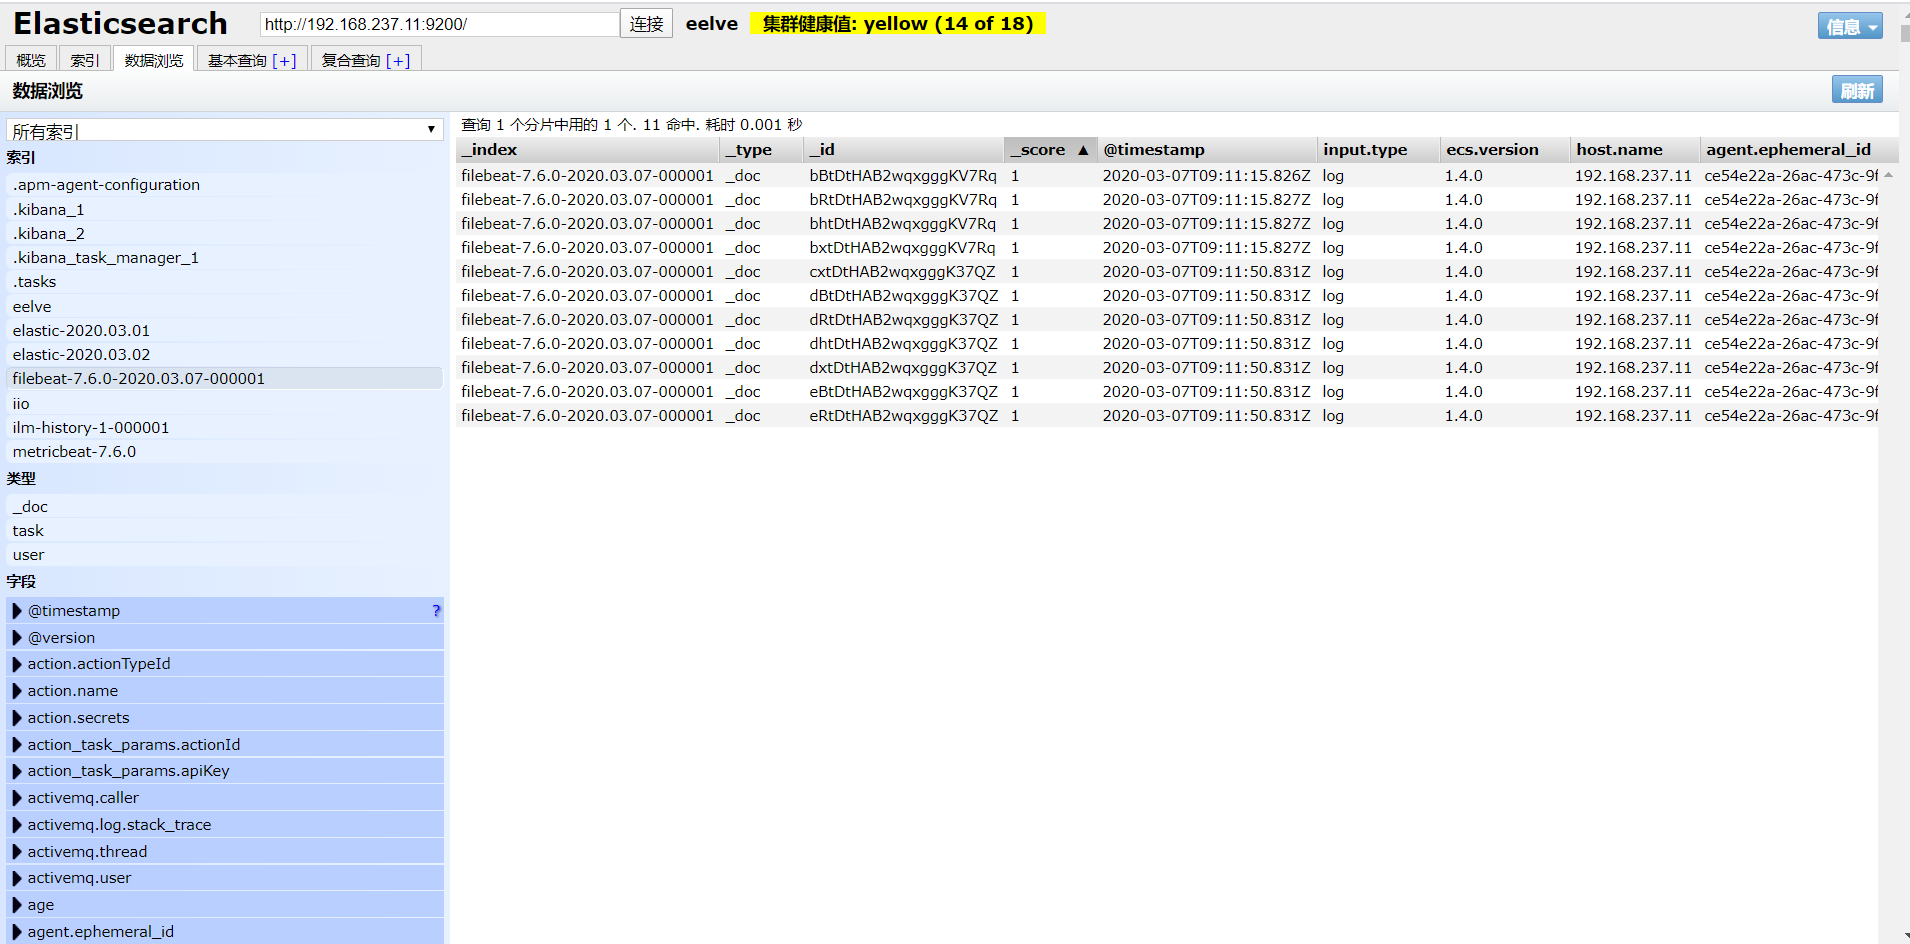 Elasticsearch http://192.168.237.11:9200/ 连接 eelve 集群健康值: yellow (14 of 18) 信息
概览 索引 数据浏览 基本查询 [+] 复合查询 [+]
数据浏览 刷新
所有索引
索引
.apm-agent-configuration
.kibana_1
.kibana_2
.kibana_task_manager_1
.tasks
eelve
elastic-2020.03.01
elastic-2020.03.02
filebeat-7.6.0-2020.03.07-000001
iio
ilm-history-1-000001
metricbeat-7.6.0
类型
_doc
task
user
字段
@timestamp ?
@version
action.actionTypeId
action.name
action.secrets
action_task_params.actionId
action_task_params.apiKey
activemq.caller
activemq.log.stack_trace
activemq.thread
activemq.user
age
agent.ephemeral_id
查询 1 个分片中用的 1 个. 11 命中. 耗时 0.001 秒
_index _type _id _score ▲ @timestamp input.type ecs.version host.name agent.ephemeral_id
filebeat-7.6.0-2020.03.07-000001 _doc bBtDtHAB2wqxgggKV7Rq 1 2020-03-07T09:11:15.826Z log 1.4.0 192.168.237.11 ce54e22a-26ac-473c-9f
filebeat-7.6.0-2020.03.07-000001 _doc bRtDtHAB2wqxgggKV7Rq 1 2020-03-07T09:11:15.827Z log 1.4.0 192.168.237.11 ce54e22a-26ac-473c-9f
filebeat-7.6.0-2020.03.07-000001 _doc bhtDtHAB2wqxgggKV7Rq 1 2020-03-07T09:11:15.827Z log 1.4.0 192.168.237.11 ce54e22a-26ac-473c-9f
filebeat-7.6.0-2020.03.07-000001 _doc bxtDtHAB2wqxgggKV7Rq 1 2020-03-07T09:11:15.827Z log 1.4.0 192.168.237.11 ce54e22a-26ac-473c-9f
filebeat-7.6.0-2020.03.07-000001 _doc cxtDtHAB2wqxgggK37QZ 1 2020-03-07T09:11:50.831Z log 1.4.0 192.168.237.11 ce54e22a-26ac-473c-9f
filebeat-7.6.0-2020.03.07-000001 _doc dBtDtHAB2wqxgggK37QZ 1 2020-03-07T09:11:50.831Z log 1.4.0 192.168.237.11 ce54e22a-26ac-473c-9f
filebeat-7.6.0-2020.03.07-000001 _doc dRtDtHAB2wqxgggK37QZ 1 2020-03-07T09:11:50.831Z log 1.4.0 192.168.237.11 ce54e22a-26ac-473c-9f
filebeat-7.6.0-2020.03.07-000001 _doc dhtDtHAB2wqxgggK37QZ 1 2020-03-07T09:11:50.831Z log 1.4.0 192.168.237.11 ce54e22a-26ac-473c-9f
filebeat-7.6.0-2020.03.07-000001 _doc dxtDtHAB2wqxgggK37QZ 1 2020-03-07T09:11:50.831Z log 1.4.0 192.168.237.11 ce54e22a-26ac-473c-9f
filebeat-7.6.0-2020.03.07-000001 _doc eBtDtHAB2wqxgggK37QZ 1 2020-03-07T09:11:50.831Z log 1.4.0 192.168.237.11 ce54e22a-26ac-473c-9f
filebeat-7.6.0-2020.03.07-000001 _doc eRtDtHAB2wqxgggK37QZ 1 2020-03-07T09:11:50.831Z log 1.4.0 192.168.237.11 ce54e22a-26ac-473c-9f